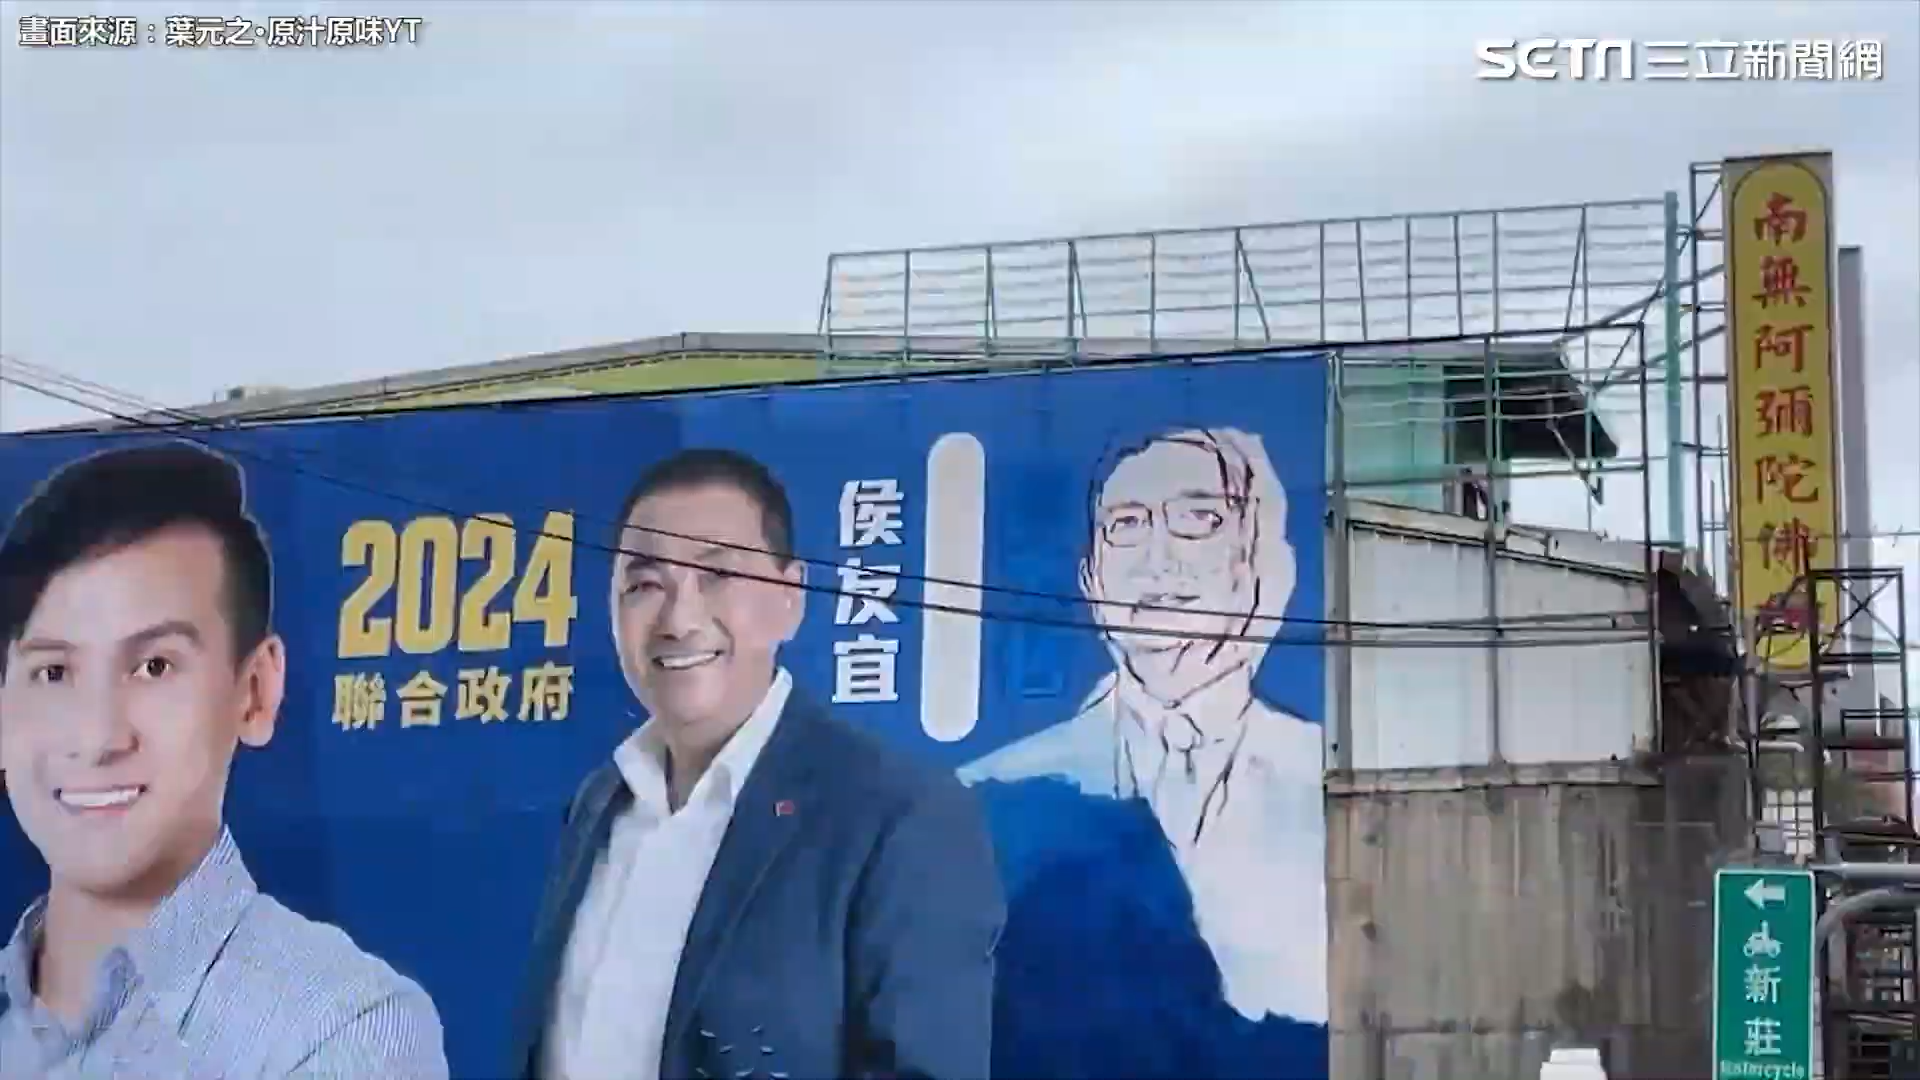 畫面來源：葉元之•原汁原味YT
SETN三立新聞網
南無阿彌陀佛
2024
聯合政府
侯友宜
新莊
Motorcycle